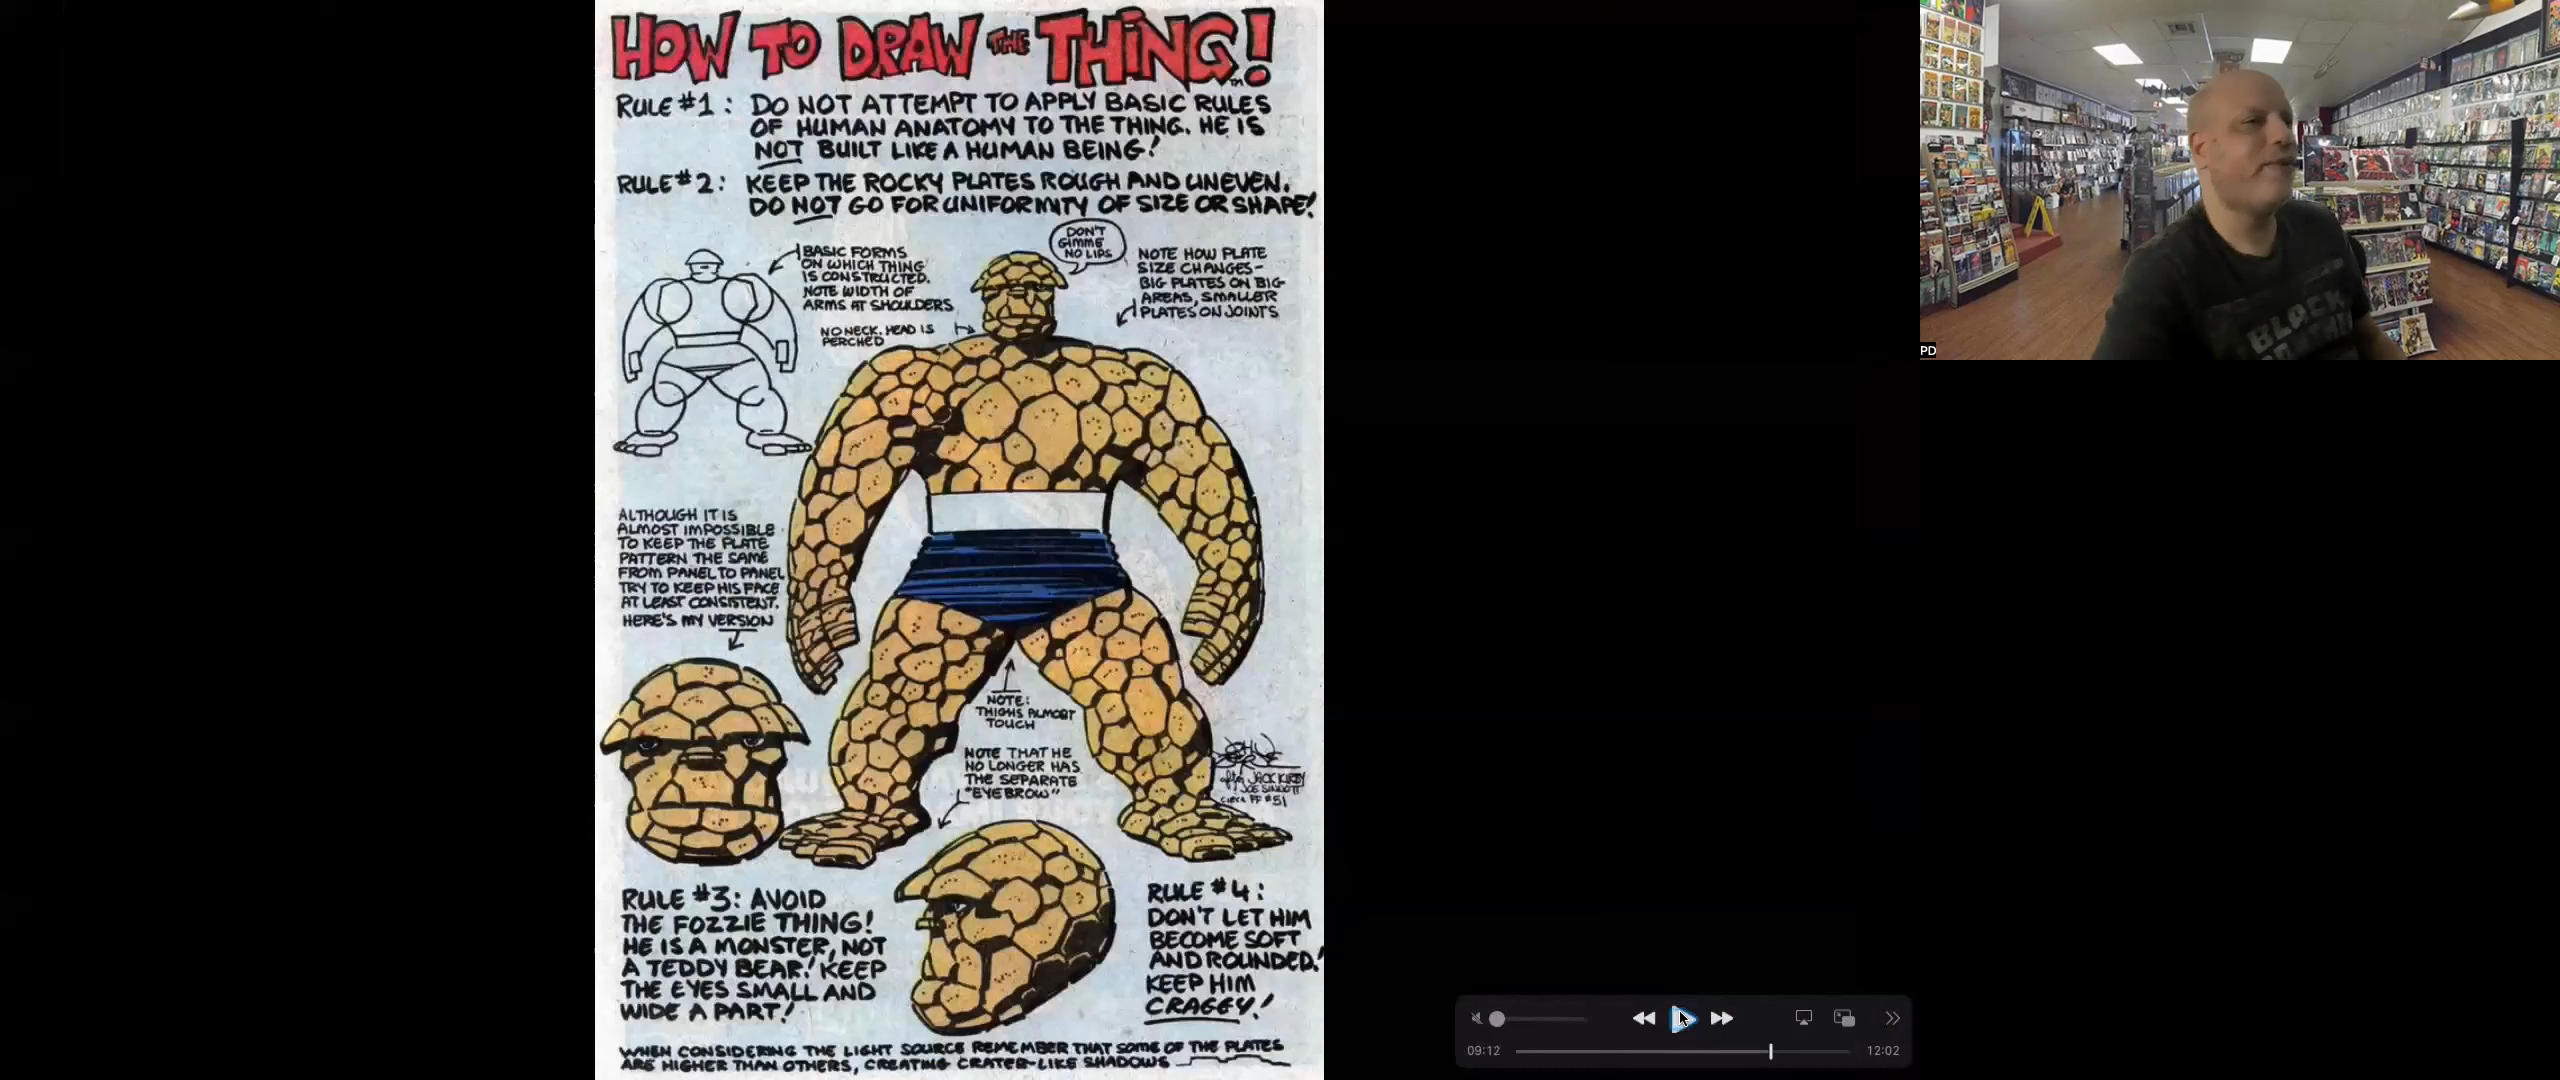 HOW TO DRAW THE THING!
TM
RULE #1: DO NOT ATTEMPT TO APPLY BASIC RULES
OF HUMAN ANATOMY TO THE THING. HE IS
NOT BUILT LIKE A HUMAN BEING!
RULE #2: KEEP THE ROCKY PLATES ROUGH AND UNEVEN.
DO NOT GO FOR UNIFORMITY OF SIZE OR SHAPE!
BASIC FORMS
ON WHICH THING
IS CONSTRUCTED.
NOTE WIDTH OF
ARMS AT SHOULDERS
NO NECK. HEAD IS
PERCHED
DON'T
GIMME
NO LIPS
NOTE HOW PLATE
SIZE CHANGES-
BIG PLATES ON BIG
AREAS, SMALLER
PLATES ON JOINTS
ALTHOUGH IT IS
ALMOST IMPOSSIBLE
TO KEEP THE PLATE
PATTERN THE SAME
FROM PANEL TO PANEL
TRY TO KEEP HIS FACE
AT LEAST CONSISTENT.
HERE'S MY VERSION
NOTE:
THIGHS ALMOST
TOUCH
NOTE THAT HE
NO LONGER HAS
THE SEPARATE
"EYEBROW"
JOHN
after JACK KIRBY
JOE SINNOTT
circa FF #51
RULE #3: AVOID
THE FOZZIE THING!
HE IS A MONSTER, NOT
A TEDDY BEAR! KEEP
THE EYES SMALL AND
WIDE A PART!
RULE #4:
DON'T LET HIM
BECOME SOFT
AND ROUNDED!
KEEP HIM
CRAGGY!
WHEN CONSIDERING THE LIGHT SOURCE REMEMBER THAT SOME OF THE PLATES
ARE HIGHER THAN OTHERS, CREATING CRATER-LIKE SHADOWS
PD
BLACK
09:12
12:02